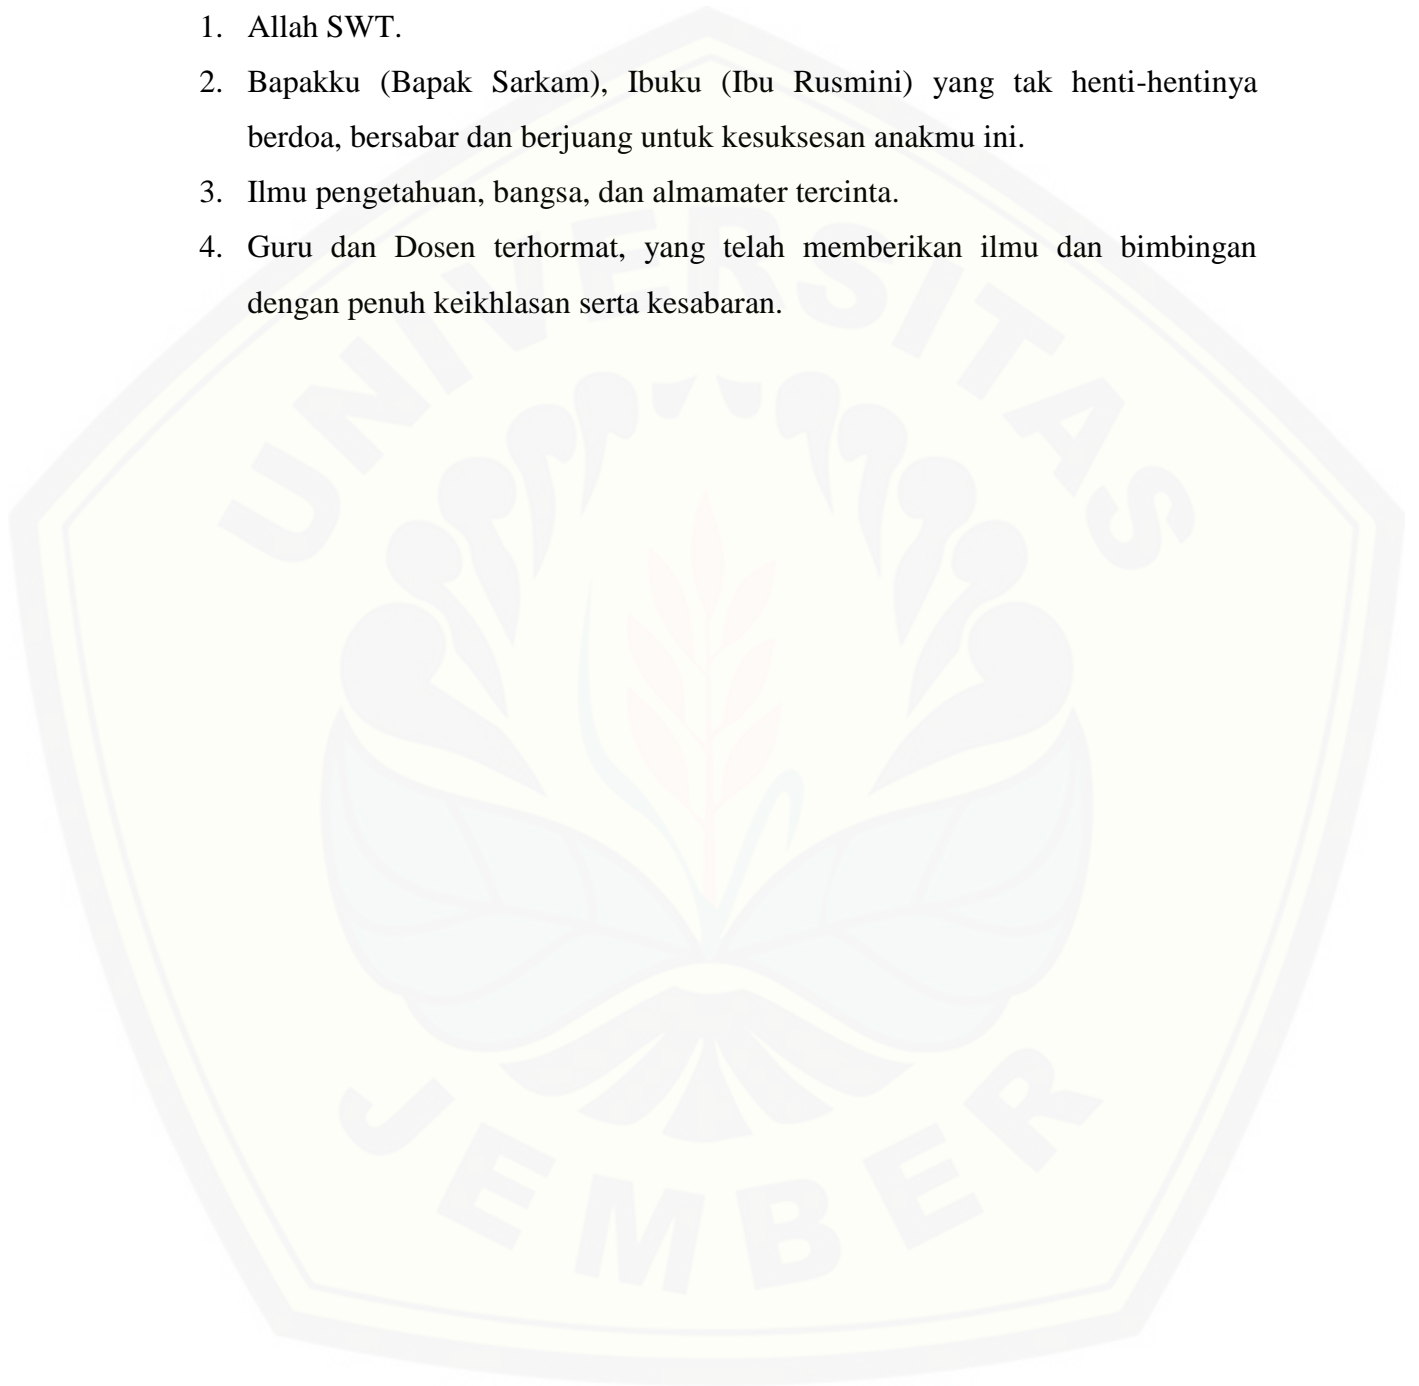 1. Allah SWT.
2. Bapakku (Bapak Sarkam), Ibuku (Ibu Rusmini) yang tak henti-hentinya
berdoa, bersabar dan berjuang untuk kesuksesan anakmu ini.
3. Ilmu pengetahuan, bangsa, dan almamater tercinta.
4. Guru dan Dosen terhormat, yang telah memberikan ilmu dan bimbingan
dengan penuh keikhlasan serta kesabaran.
UNIVERSITAS
JEMBER